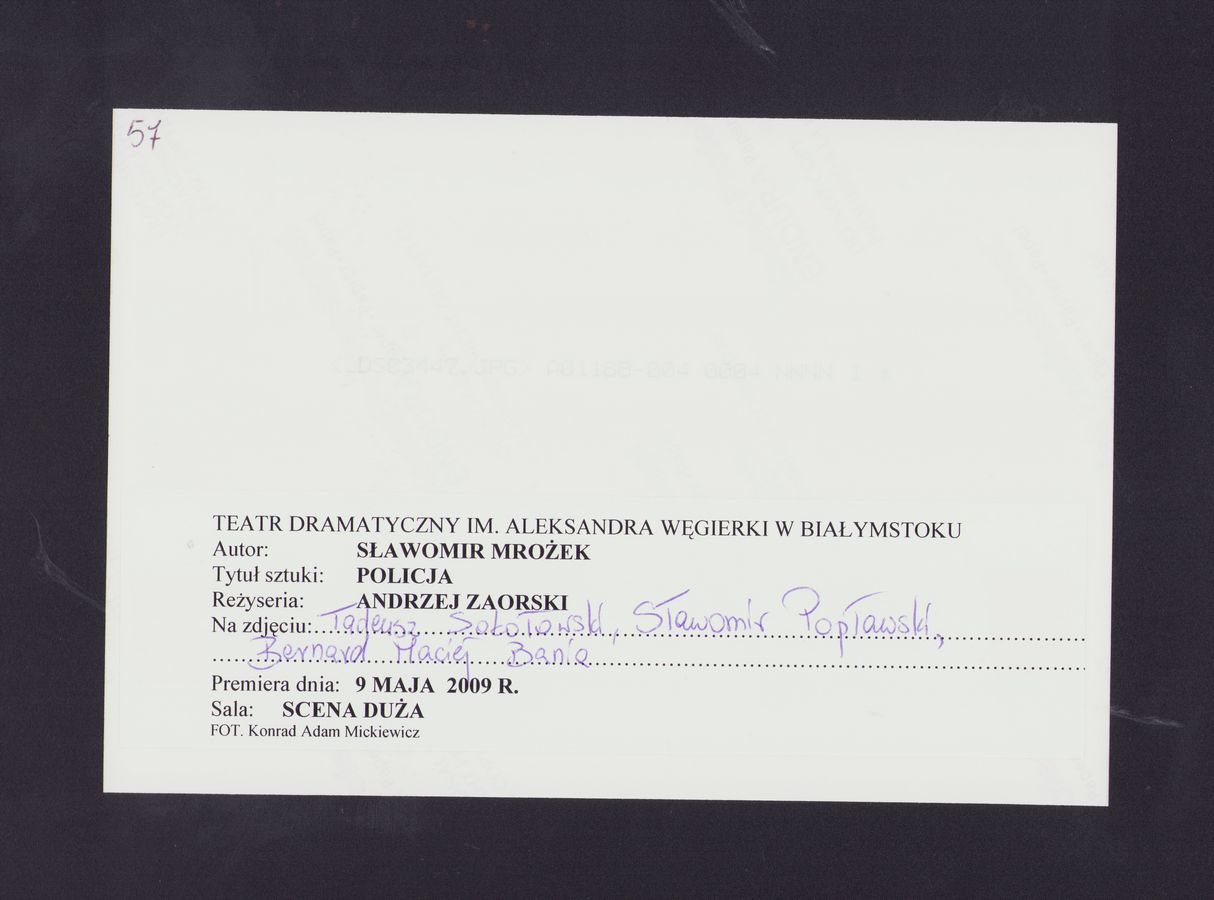 57
<_DSC3447.JPG> A01188-004 0004 NNNN I *
TEATR DRAMATYCZNY IM. ALEKSANDRA WĘGIERKI W BIAŁYMSTOKU
Autor: SŁAWOMIR MROŻEK
Tytuł sztuki: POLICJA
Reżyseria: ANDRZEJ ZAORSKI
Na zdjęciu: Tadeusz Sokołowski, Sławomir Popławski,
Bernard Maciej Bania
Premiera dnia: 9 MAJA 2009 R.
Sala: SCENA DUŻA
FOT. Konrad Adam Mickiewicz